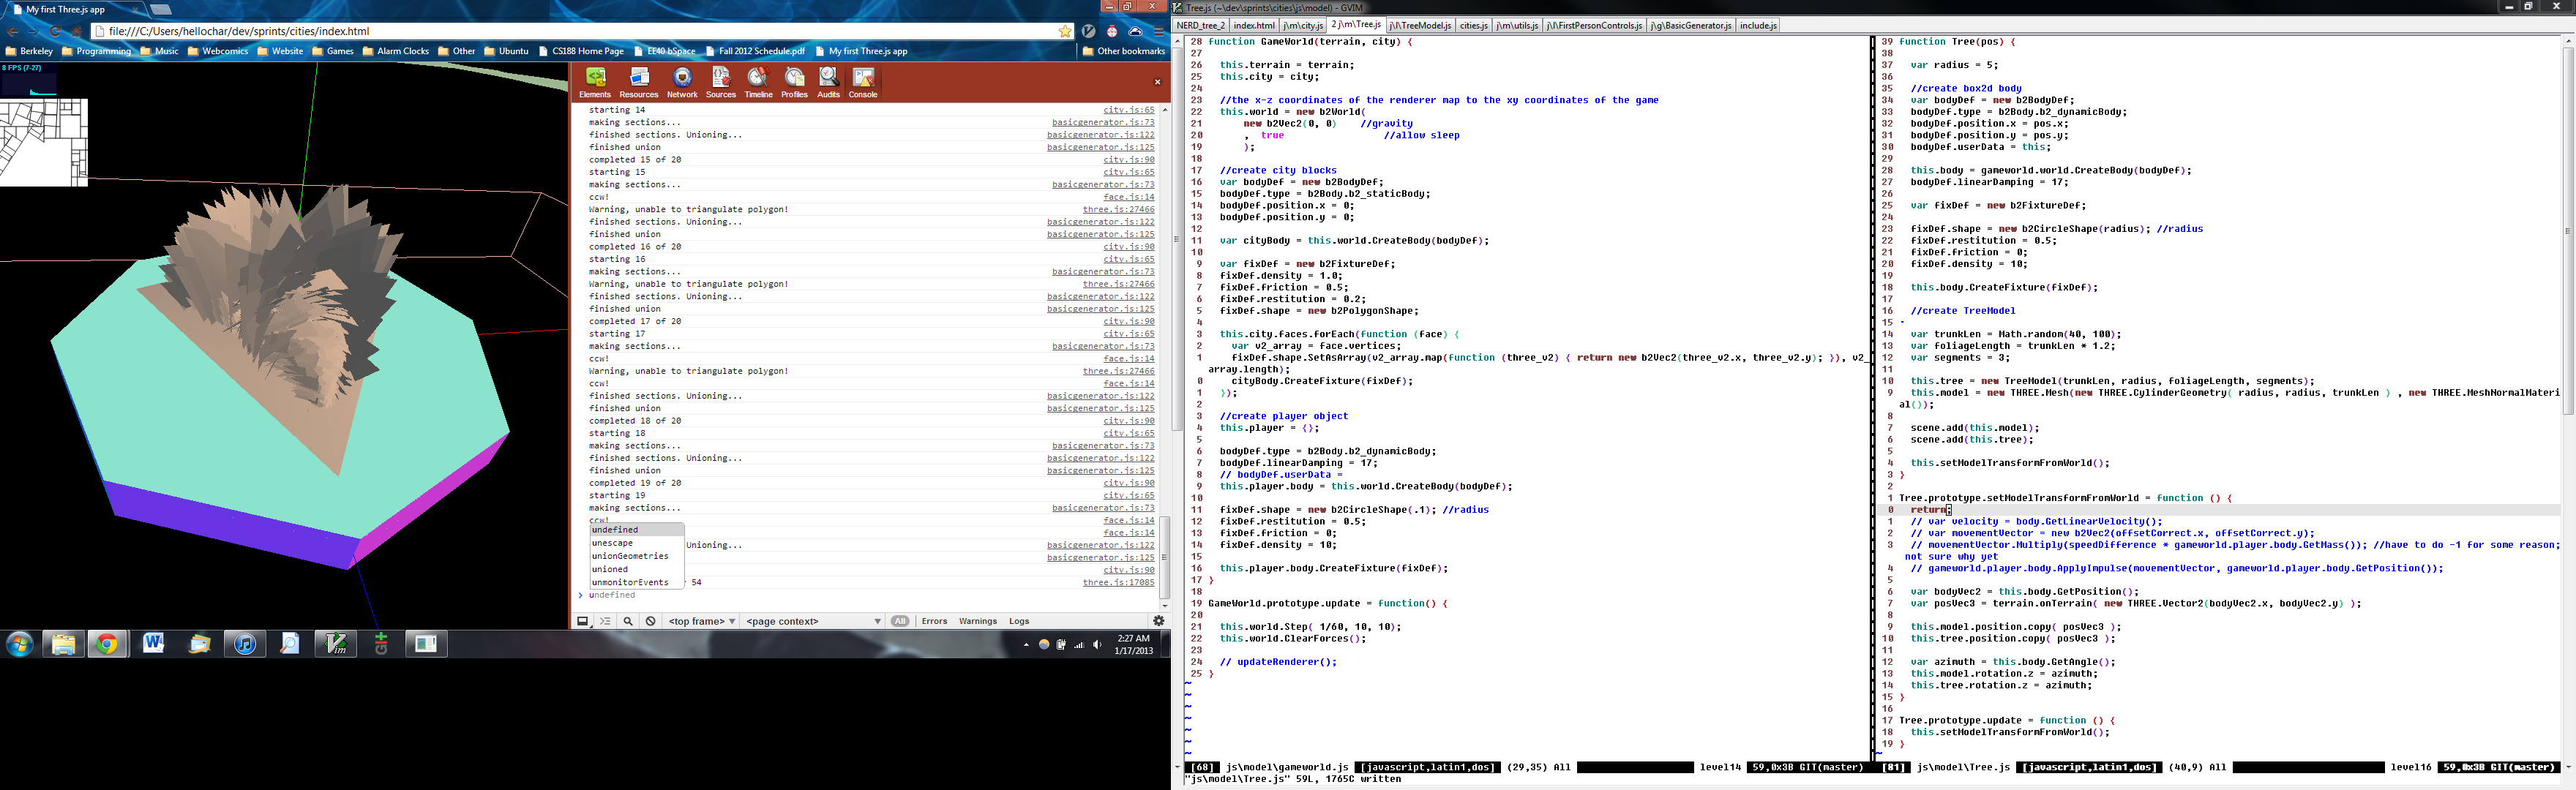 My first Three.js app
file:///C:/Users/hellochar/dev/sprints/cities/index.html
Berkeley Programming Music Webcomics Website Games Alarm Clocks Other Ubuntu CS188 Home Page EE40 bSpace Fall 2012 Schedule.pdf My first Three.js app Other bookmarks
8 FPS (7-27)
Elements Resources Network Sources Timeline Profiles Audits Console
starting 14 city.js:65
making sections... basicgenerator.js:73
finished sections. Unioning... basicgenerator.js:122
finished union basicgenerator.js:125
completed 15 of 20 city.js:90
starting 15 city.js:65
making sections... basicgenerator.js:73
ccw! face.js:14
Warning, unable to triangulate polygon! three.js:27466
finished sections. Unioning... basicgenerator.js:122
finished union basicgenerator.js:125
completed 16 of 20 city.js:90
starting 16 city.js:65
making sections... basicgenerator.js:73
Warning, unable to triangulate polygon! three.js:27466
finished sections. Unioning... basicgenerator.js:122
finished union basicgenerator.js:125
completed 17 of 20 city.js:90
starting 17 city.js:65
making sections... basicgenerator.js:73
ccw! face.js:14
Warning, unable to triangulate polygon! three.js:27466
ccw! face.js:14
finished sections. Unioning... basicgenerator.js:122
finished union basicgenerator.js:125
completed 18 of 20 city.js:90
starting 18 city.js:65
making sections... basicgenerator.js:73
finished sections. Unioning... basicgenerator.js:122
finished union basicgenerator.js:125
completed 19 of 20 city.js:90
starting 19 city.js:65
making sections... basicgenerator.js:73
ccw! face.js:14
undefined face.js:14
unescape Unioning... basicgenerator.js:122
unionGeometries basicgenerator.js:125
unioned city.js:90
unmonitorEvents 54 three.js:17085
> undefined
<top frame> <page context> All Errors Warnings Logs
2:27 AM
1/17/2013
Tree.js (~\dev\sprints\cities\js\model) - GVIM
NERD_tree_2 index.html j\m\city.js 2 j\m\Tree.js j\l\TreeModel.js cities.js j\m\utils.js j\l\FirstPersonControls.js j\g\BasicGenerator.js include.js
28 function GameWorld(terrain, city) {
27
26 this.terrain = terrain;
25 this.city = city;
24
23 //the x-z coordinates of the renderer map to the xy coordinates of the game
22 this.world = new b2World(
21 new b2Vec2(0, 0) //gravity
20 , true //allow sleep
19 );
18
17 //create city blocks
16 var bodyDef = new b2BodyDef;
15 bodyDef.type = b2Body.b2_staticBody;
14 bodyDef.position.x = 0;
13 bodyDef.position.y = 0;
12
11 var cityBody = this.world.CreateBody(bodyDef);
10
9 var fixDef = new b2FixtureDef;
8 fixDef.density = 1.0;
7 fixDef.friction = 0.5;
6 fixDef.restitution = 0.2;
5 fixDef.shape = new b2PolygonShape;
4
3 this.city.faces.forEach(function (face) {
2 var v2_array = face.vertices;
1 fixDef.shape.SetAsArray(v2_array.map(function (three_v2) { return new b2Vec2(three_v2.x, three_v2.y); }), v2_
array.length);
0 cityBody.CreateFixture(fixDef);
1 });
2
3 //create player object
4 this.player = {};
5
6 bodyDef.type = b2Body.b2_dynamicBody;
7 bodyDef.linearDamping = 17;
8 // bodyDef.userData =
9 this.player.body = this.world.CreateBody(bodyDef);
10
11 fixDef.shape = new b2CircleShape(.1); //radius
12 fixDef.restitution = 0.5;
13 fixDef.friction = 0;
14 fixDef.density = 10;
15
16 this.player.body.CreateFixture(fixDef);
17 }
18
19 GameWorld.prototype.update = function() {
20
21 this.world.Step( 1/60, 10, 10);
22 this.world.ClearForces();
23
24 // updateRenderer();
25 }
~
~
~
~
~
~
~
[68] js\model\gameworld.js [javascript,latin1,dos] (29,35) All level14 59,0x3B GIT(master)
"js\model\Tree.js" 59L, 1765C written
39 function Tree(pos) {
38
37 var radius = 5;
36
35 //create box2d body
34 var bodyDef = new b2BodyDef;
33 bodyDef.type = b2Body.b2_dynamicBody;
32 bodyDef.position.x = pos.x;
31 bodyDef.position.y = pos.y;
30 bodyDef.userData = this;
29
28 this.body = gameworld.world.CreateBody(bodyDef);
27 bodyDef.linearDamping = 17;
26
25 var fixDef = new b2FixtureDef;
24
23 fixDef.shape = new b2CircleShape(radius); //radius
22 fixDef.restitution = 0.5;
21 fixDef.friction = 0;
20 fixDef.density = 10;
19
18 this.body.CreateFixture(fixDef);
17
16 //create TreeModel
15 -
14 var trunkLen = Math.random(40, 100);
13 var foliageLength = trunkLen * 1.2;
12 var segments = 3;
11
10 this.tree = new TreeModel(trunkLen, radius, foliageLength, segments);
9 this.model = new THREE.Mesh(new THREE.CylinderGeometry( radius, radius, trunkLen ) , new THREE.MeshNormalMateri
al());
8
7 scene.add(this.model);
6 scene.add(this.tree);
5
4 this.setModelTransformFromWorld();
3 }
2
1 Tree.prototype.setModelTransformFromWorld = function () {
0 return;
1 // var velocity = body.GetLinearVelocity();
2 // var movementVector = new b2Vec2(offsetCorrect.x, offsetCorrect.y);
3 // movementVector.Multiply(speedDifference * gameworld.player.body.GetMass()); //have to do -1 for some reason;
not sure why yet
4 // gameworld.player.body.ApplyImpulse(movementVector, gameworld.player.body.GetPosition());
5
6 var bodyVec2 = this.body.GetPosition();
7 var posVec3 = terrain.onTerrain( new THREE.Vector2(bodyVec2.x, bodyVec2.y) );
8
9 this.model.position.copy( posVec3 );
10 this.tree.position.copy( posVec3 );
11
12 var azimuth = this.body.GetAngle();
13 this.model.rotation.z = azimuth;
14 this.tree.rotation.z = azimuth;
15 }
16
17 Tree.prototype.update = function () {
18 this.setModelTransformFromWorld();
19 }
~
[81] js\model\Tree.js [javascript,latin1,dos] (40,9) All level16 59,0x3B GIT(master)